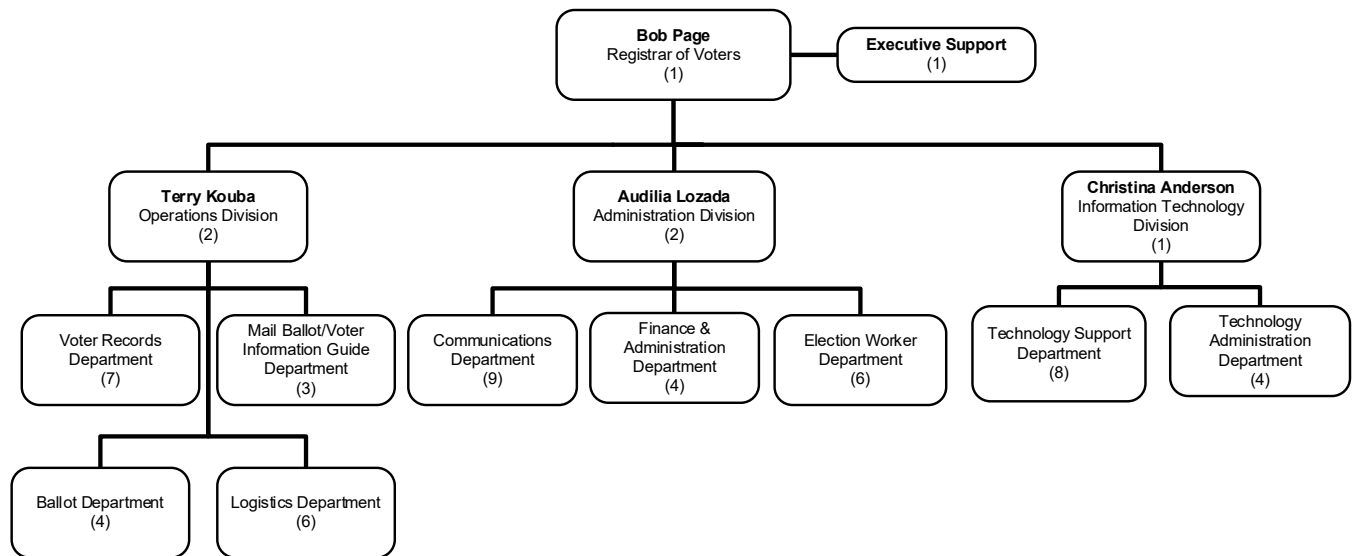 Bob Page
Registrar of Voters
(1)
Executive Support
(1)
Terry Kouba
Operations Division
(2)
Audilia Lozada
Administration Division
(2)
Christina Anderson
Information Technology
Division
(1)
Voter Records
Department
(7)
Mail Ballot/Voter
Information Guide
Department
(3)
Communications
Department
(9)
Finance &
Administration
Department
(4)
Election Worker
Department
(6)
Technology Support
Department
(8)
Technology
Administration
Department
(4)
Ballot Department
(4)
Logistics Department
(6)